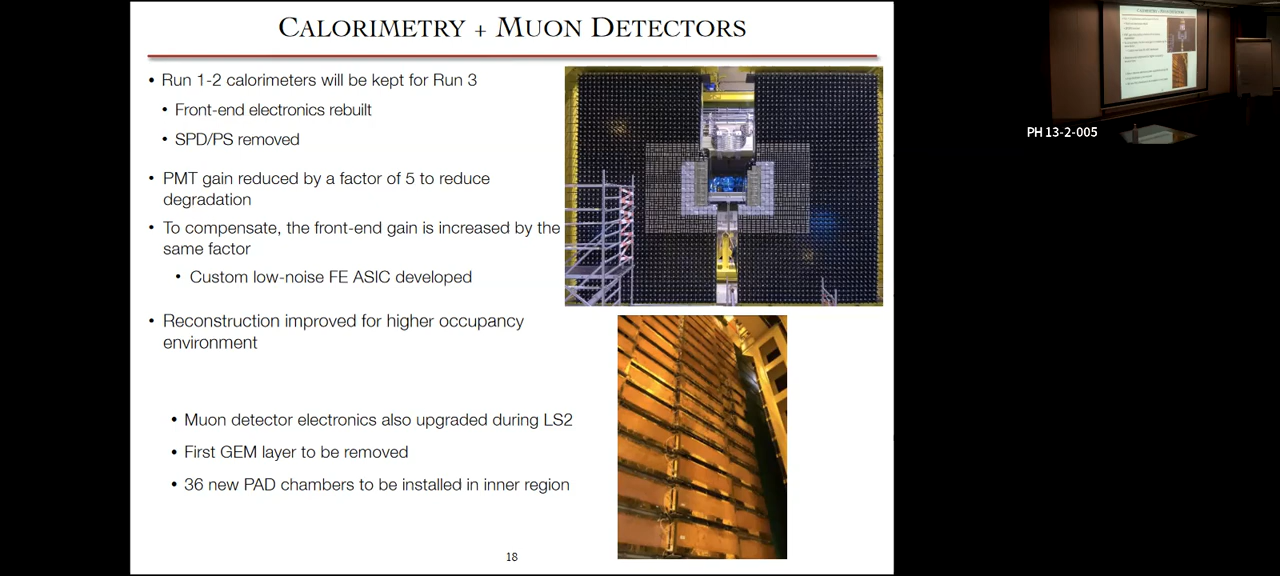 CALORIMETRY + MUON DETECTORS
• Run 1-2 calorimeters will be kept for Run 3
• Front-end electronics rebuilt
• SPD/PS removed
• PMT gain reduced by a factor of 5 to reduce
degradation
• To compensate, the front-end gain is increased by the
same factor
• Custom low-noise FE ASIC developed
• Reconstruction improved for higher occupancy
environment
• Muon detector electronics also upgraded during LS2
• First GEM layer to be removed
• 36 new PAD chambers to be installed in inner region
18
CALORIMETRY + MUON DETECTORS
PH 13-2-005